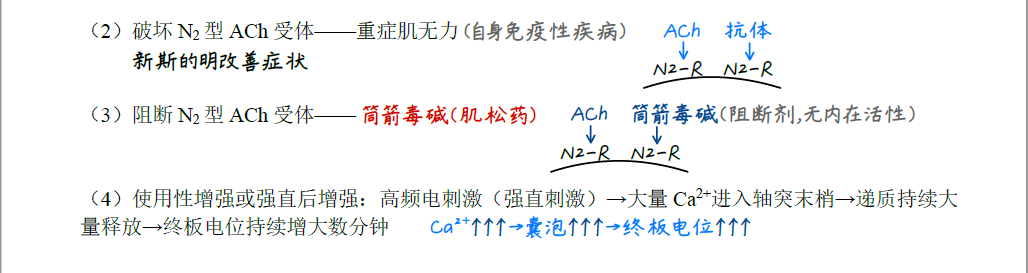 （2）破坏 N₂ 型 ACh 受体——重症肌无力(自身免疫性疾病) ACh 抗体
新斯的明改善症状 N2-R N2-R
（3）阻断 N₂ 型 ACh 受体—— 筒箭毒碱(肌松药) ACh 筒箭毒碱(阻断剂,无内在活性)
N2-R N2-R
（4）使用性增强或强直后增强：高频电刺激（强直刺激）→大量 Ca²⁺进入轴突末梢→递质持续大
量释放→终板电位持续增大数分钟 Ca²⁺↑↑↑→囊泡↑↑↑→终板电位↑↑↑